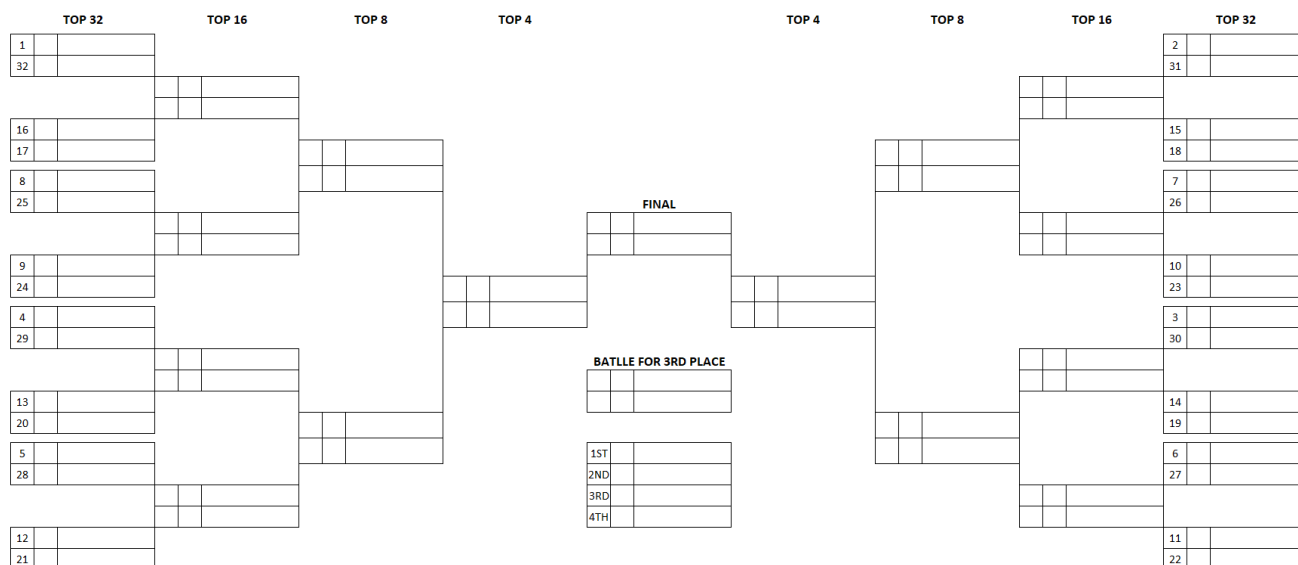 TOP 32 TOP 16 TOP 8 TOP 4 TOP 4 TOP 8 TOP 16 TOP 32
1 2
32 31
16 15
17 18
8 7
25 26
FINAL
9 10
24 23
4 3
29 30
BATLLE FOR 3RD PLACE
13 14
20 19
5 1ST 6
28 2ND 27
3RD
4TH
12 11
21 22